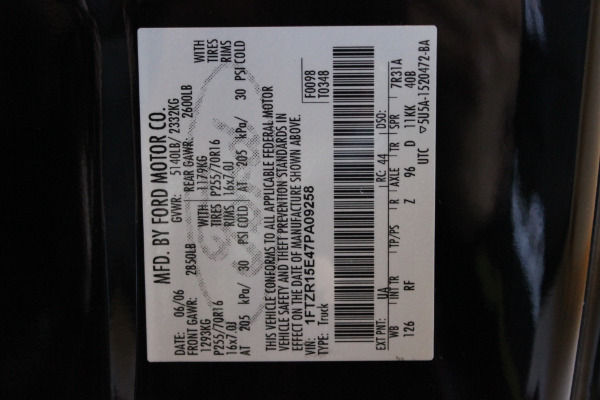 MFD. BY FORD MOTOR CO.
DATE: 06/06 GVWR: 5140LB/ 2332KG
FRONT GAWR: 2850LB REAR GAWR: 2600LB
1293KG WITH 1179KG WITH
P255/70R16 TIRES P255/70R16 TIRES
16x7.0J RIMS 16x7.0J RIMS
AT 205 kPa/ 30 PSI COLD AT 205 kPa/ 30 PSI COLD
THIS VEHICLE CONFORMS TO ALL APPLICABLE FEDERAL MOTOR
VEHICLE SAFETY AND THEFT PREVENTION STANDARDS IN
EFFECT ON THE DATE OF MANUFACTURE SHOWN ABOVE.
VIN: 1FTZR15E47PA09258 F0098
TYPE: Truck T0348
EXT PNT: UA RC: 44 DSO:
WB INT TR TP/PS R AXLE TR SPR 7R31A
126 RF Z 96 D 11KK 40B
UTC ▽5U5A-1520472-BA